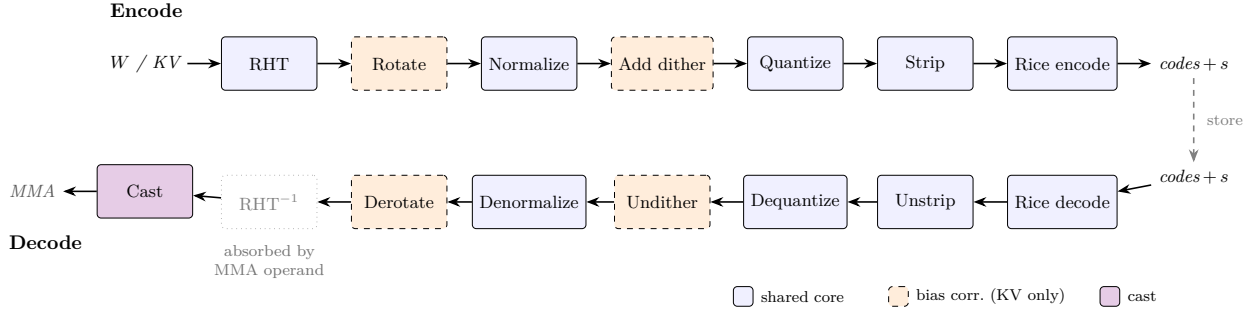 Encode
W / KV
RHT
Rotate
Normalize
Add dither
Quantize
Strip
Rice encode
codes + s
store
MMA
Cast
RHT⁻¹
Derotate
Denormalize
Undither
Dequantize
Unstrip
Rice decode
codes + s
Decode
absorbed by
MMA operand
shared core
bias corr. (KV only)
cast